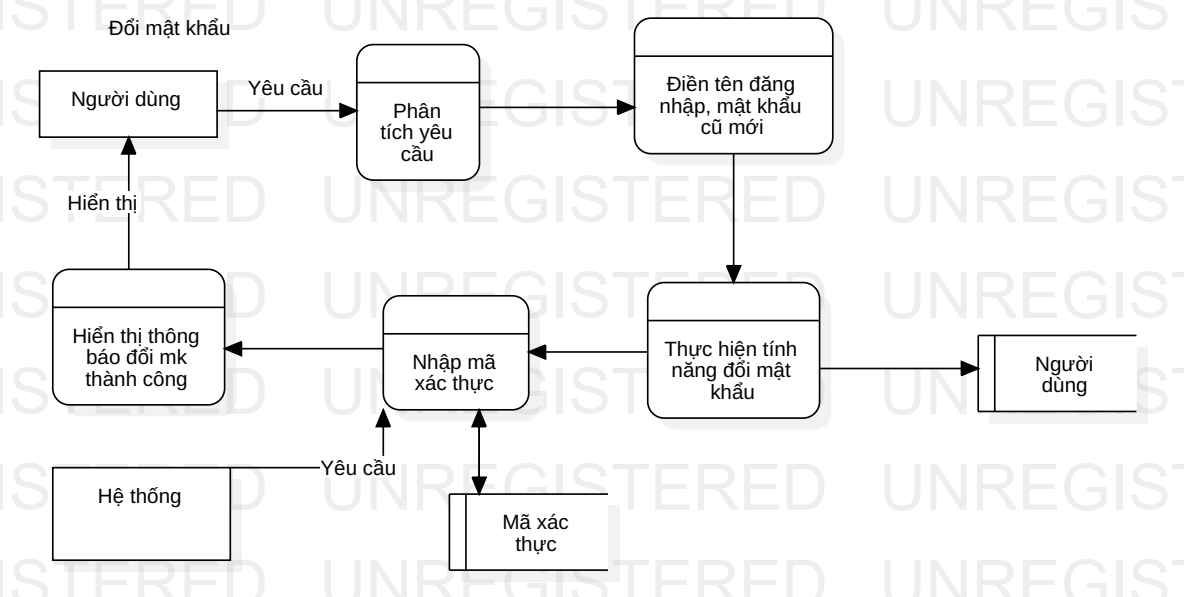 Đổi mật khẩu
Người dùng
Yêu cầu
Phân
tích yêu
cầu
Điền tên đăng
nhập, mật khẩu
cũ mới
Hiển thị
Hiển thị thông
báo đổi mk
thành công
Nhập mã
xác thực
Thực hiện tính
năng đổi mật
khẩu
Người
dùng
Hệ thống
Yêu cầu
Mã xác
thực
UNREGISTERED